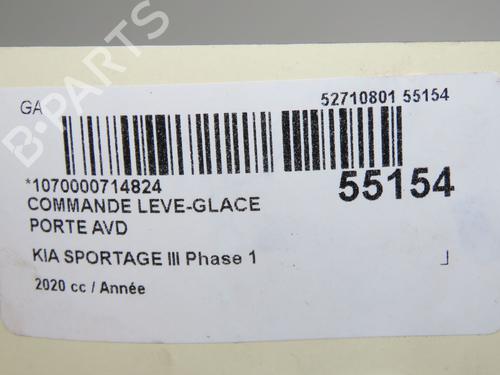 GA
52710801 55154
*1070000714824
55154
COMMANDE LEVE-GLACE
PORTE AVD
KIA SPORTAGE III Phase 1
J
2020 cc / Année
B-PARTS